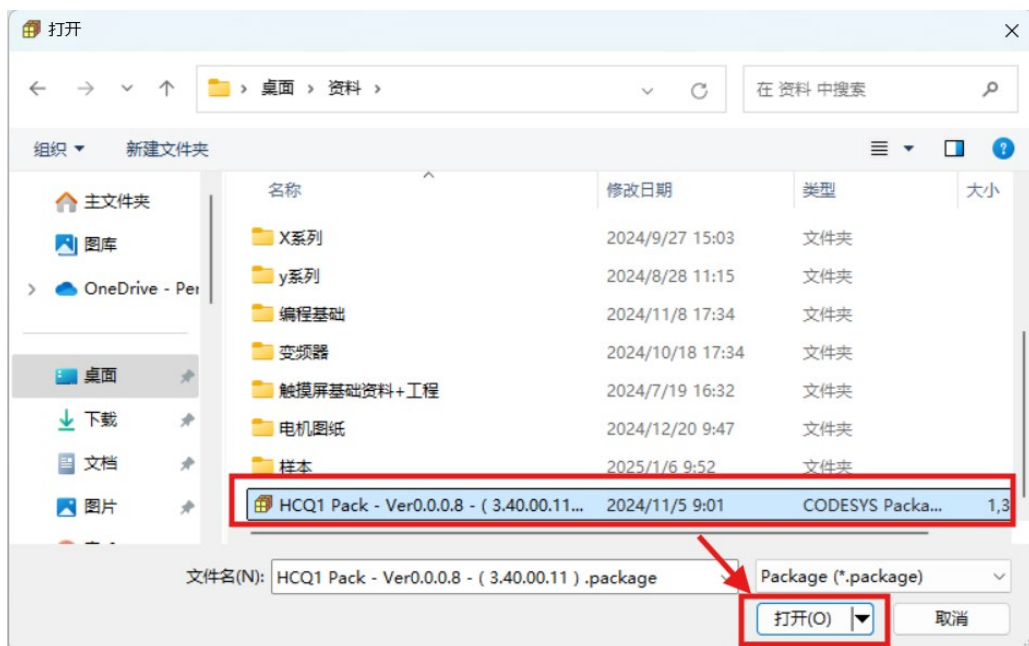 打开
桌面 › 资料 ›
在 资料 中搜索
组织
新建文件夹
名称 修改日期 类型 大小
主文件夹
图库
OneDrive - Per
桌面
下载
文档
图片
X系列 2024/9/27 15:03 文件夹
y系列 2024/8/28 11:15 文件夹
编程基础 2024/11/8 17:34 文件夹
变频器 2024/10/18 17:34 文件夹
触摸屏基础资料+工程 2024/7/19 16:32 文件夹
电机图纸 2024/12/20 9:47 文件夹
样本 2025/1/6 9:52 文件夹
HCQ1 Pack - Ver0.0.0.8 - ( 3.40.00.11... 2024/11/5 9:01 CODESYS Packa... 1,3
文件名(N): HCQ1 Pack - Ver0.0.0.8 - ( 3.40.00.11 ) .package
Package (*.package)
打开(O)
取消